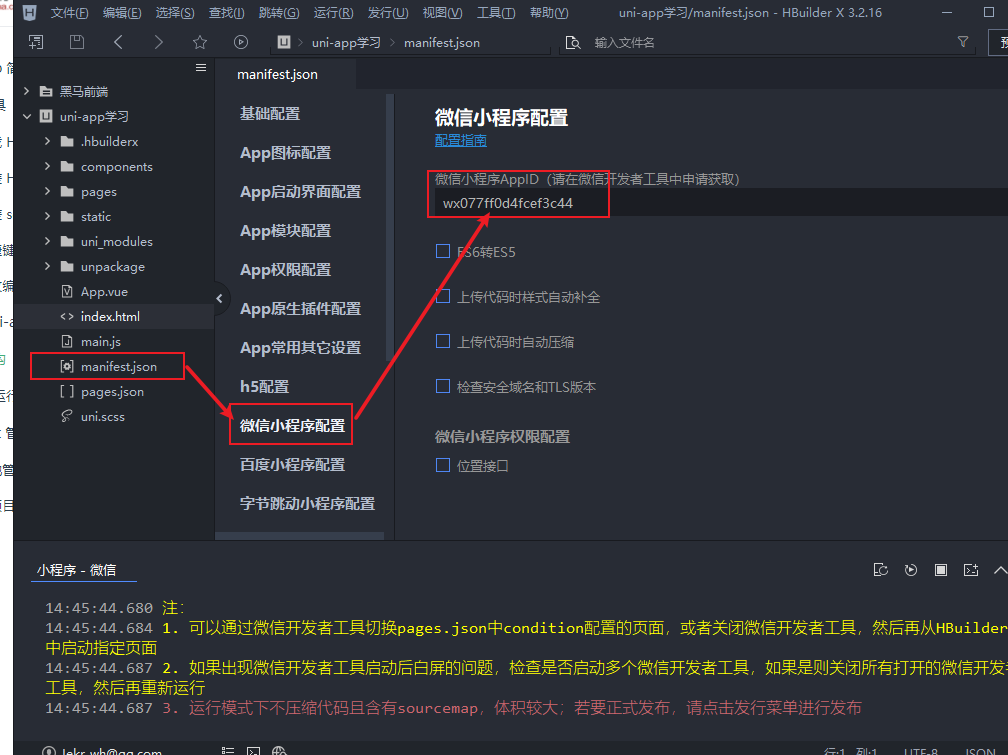 文件(F) 编辑(E) 选择(S) 查找(I) 跳转(G) 运行(R) 发行(U) 视图(V) 工具(T) 帮助(Y) uni-app学习/manifest.json - HBuilder X 3.2.16
uni-app学习 manifest.json 输入文件名
manifest.json
黑马前端
uni-app学习
.hbuilderx
components
pages
static
uni_modules
unpackage
App.vue
index.html
main.js
manifest.json
pages.json
uni.scss
基础配置
App图标配置
App启动界面配置
App模块配置
App权限配置
App原生插件配置
App常用其它设置
h5配置
微信小程序配置
百度小程序配置
字节跳动小程序配置
微信小程序配置
配置指南
微信小程序AppID（请在微信开发者工具中申请获取）
wx077ff0d4fcef3c44
ES6转ES5
上传代码时样式自动补全
上传代码时自动压缩
检查安全域名和TLS版本
微信小程序权限配置
位置接口
小程序 - 微信
14:45:44.680 注：
14:45:44.684 1. 可以通过微信开发者工具切换pages.json中condition配置的页面，或者关闭微信开发者工具，然后再从HBuilder
中启动指定页面
14:45:44.687 2. 如果出现微信开发者工具启动后白屏的问题，检查是否启动多个微信开发者工具，如果是则关闭所有打开的微信开发者
工具，然后再重新运行
14:45:44.687 3. 运行模式下不压缩代码且含有sourcemap，体积较大；若要正式发布，请点击发行菜单进行发布
lekr_wh@qq.com 行:1 列:1 UTF-8 JSON